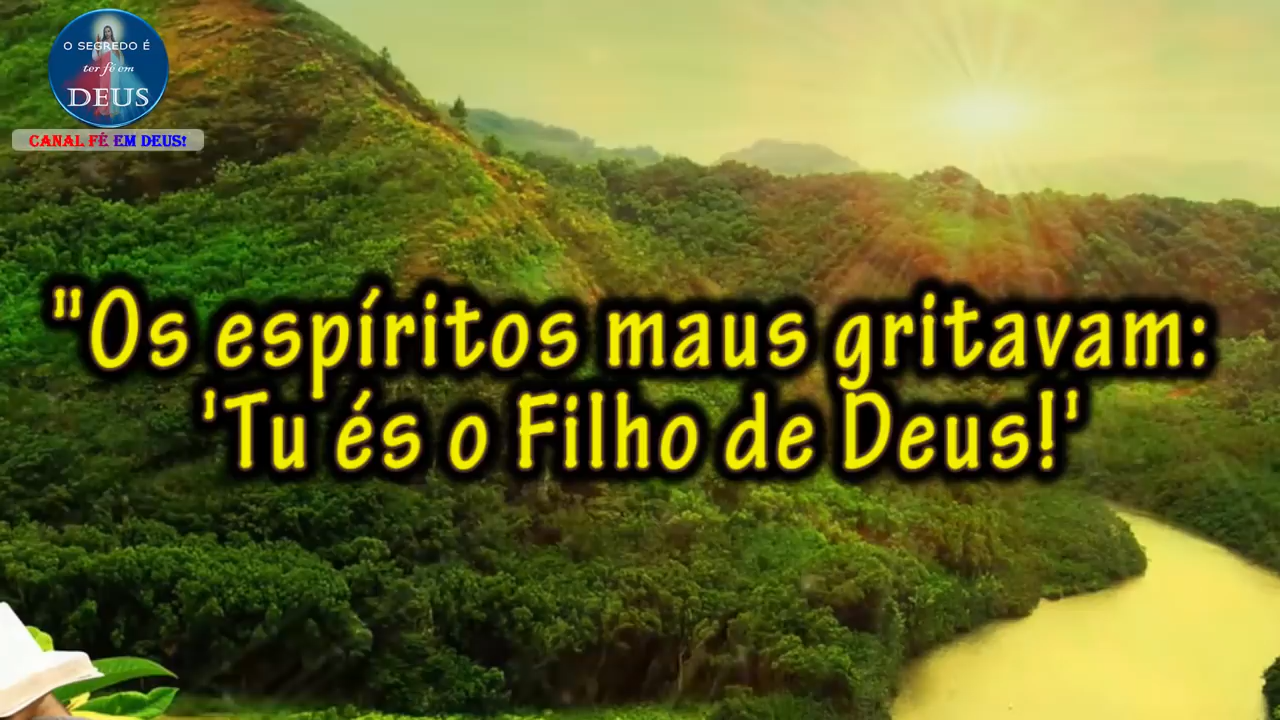 O SEGREDO É
ter fé em
DEUS
CANAL FÉ EM DEUS!
"Os espíritos maus gritavam:
'Tu és o Filho de Deus!'